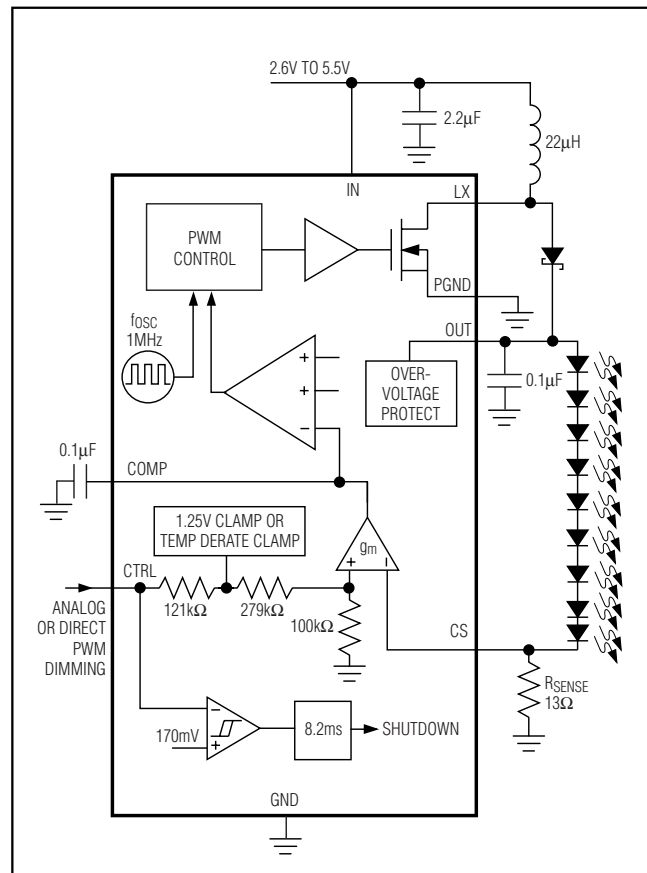 2.6V TO 5.5V
2.2µF
22µH
IN
LX
PWM
CONTROL
PGND
fOSC
1MHz
OUT
OVER-
VOLTAGE
PROTECT
0.1µF
+
+
−
0.1µF
COMP
1.25V CLAMP OR
TEMP DERATE CLAMP
gm
+
−
CTRL
121kΩ
279kΩ
100kΩ
ANALOG
OR DIRECT
PWM
DIMMING
CS
RSENSE
13Ω
−
+
170mV
8.2ms
SHUTDOWN
GND